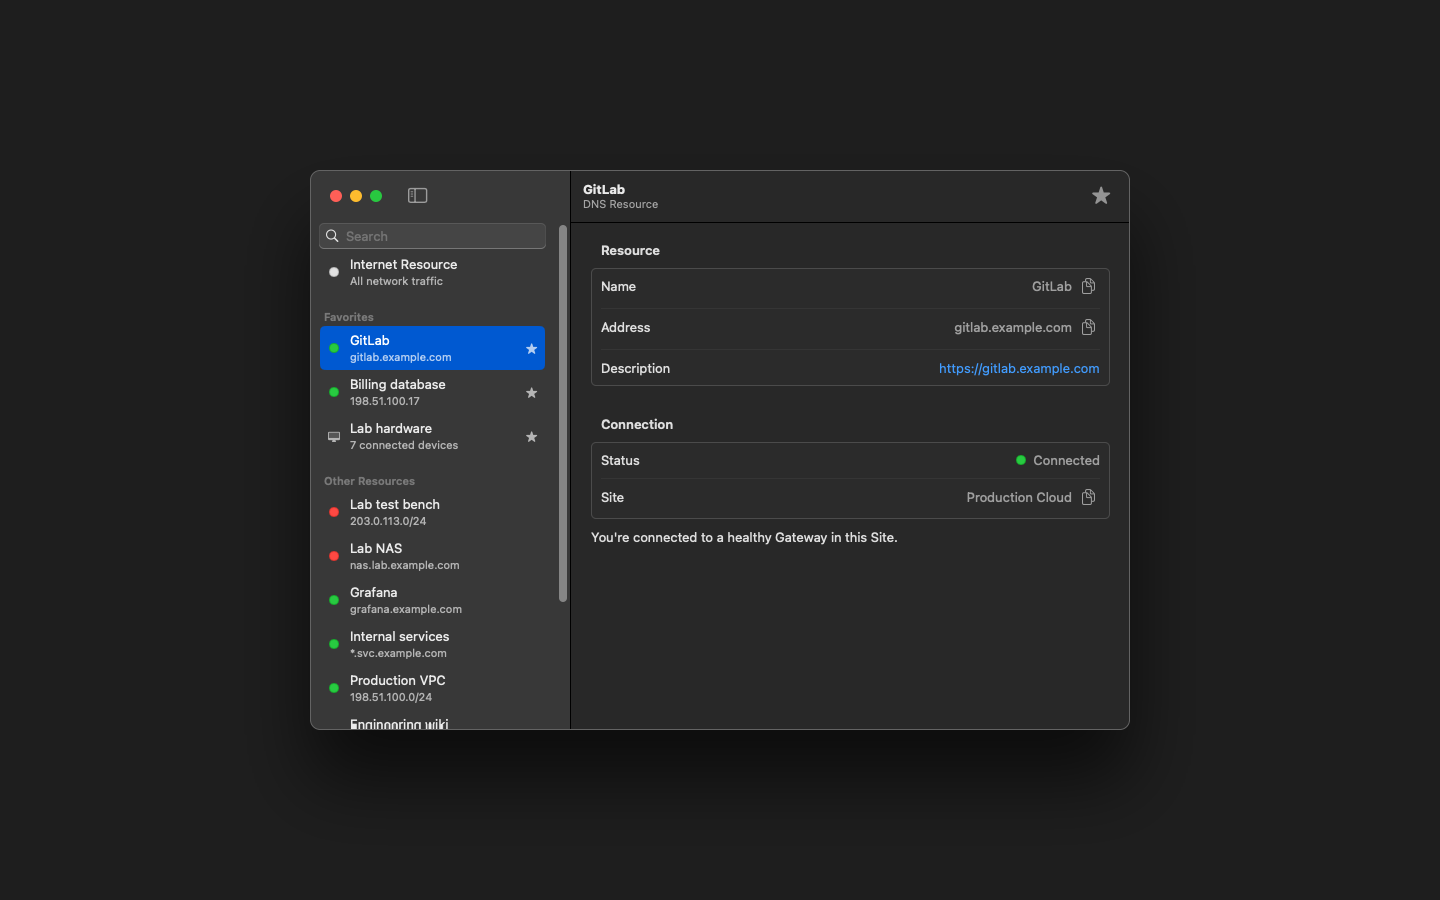 Search
Internet Resource
All network traffic
Favorites
GitLab
gitlab.example.com
Billing database
198.51.100.17
Lab hardware
7 connected devices
Other Resources
Lab test bench
203.0.113.0/24
Lab NAS
nas.lab.example.com
Grafana
grafana.example.com
Internal services
*.svc.example.com
Production VPC
198.51.100.0/24
Engineering wiki
GitLab
DNS Resource
Resource
Name GitLab
Address gitlab.example.com
Description https://gitlab.example.com
Connection
Status Connected
Site Production Cloud
You're connected to a healthy Gateway in this Site.